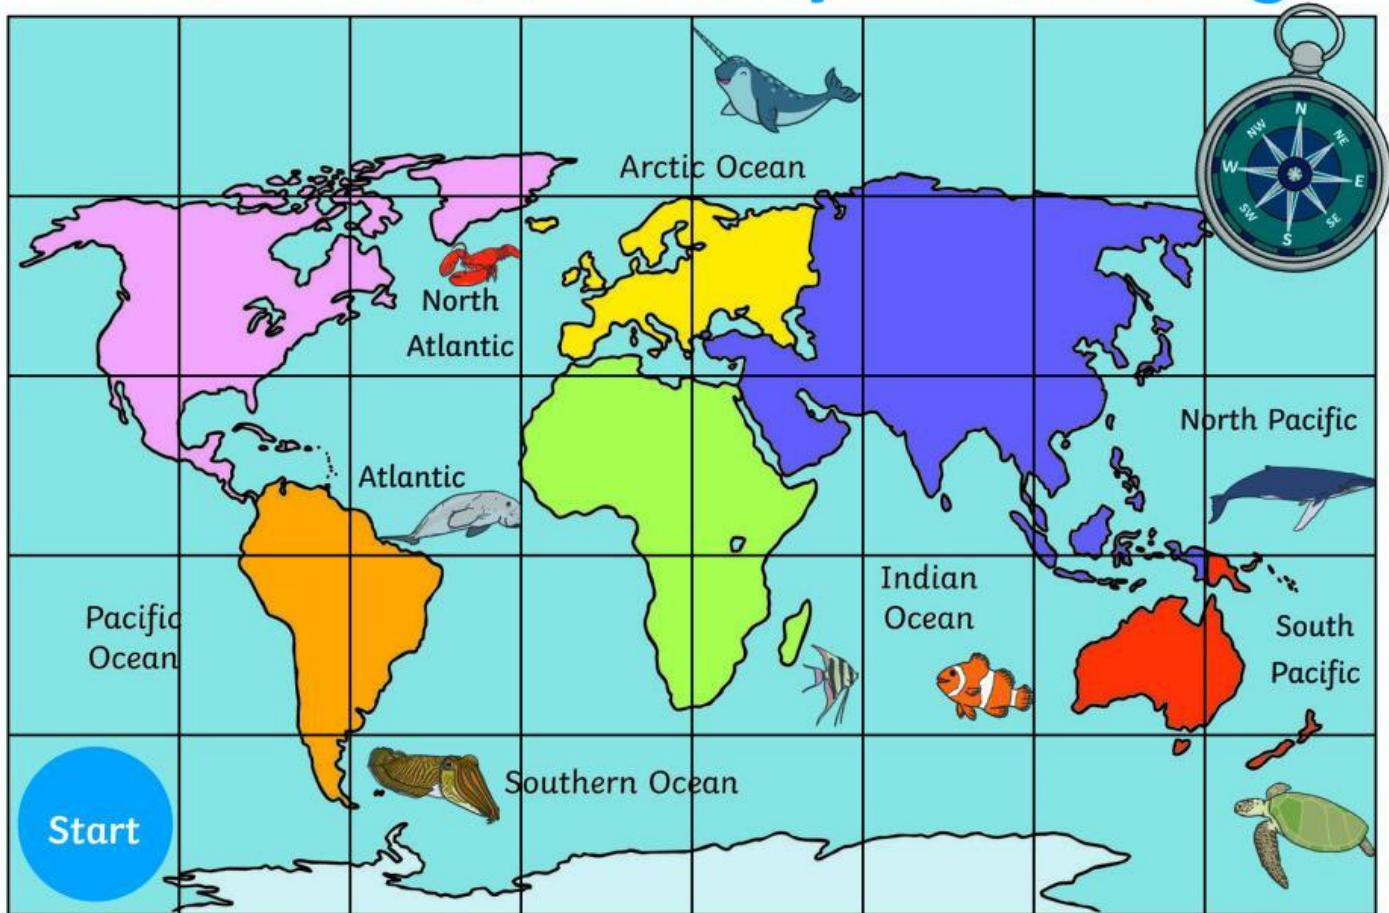 Arctic Ocean
N
NE
E
SE
S
SW
W
NW
North
Atlantic
North Pacific
Atlantic
Indian
Ocean
Pacific
Ocean
South
Pacific
Southern Ocean
Start